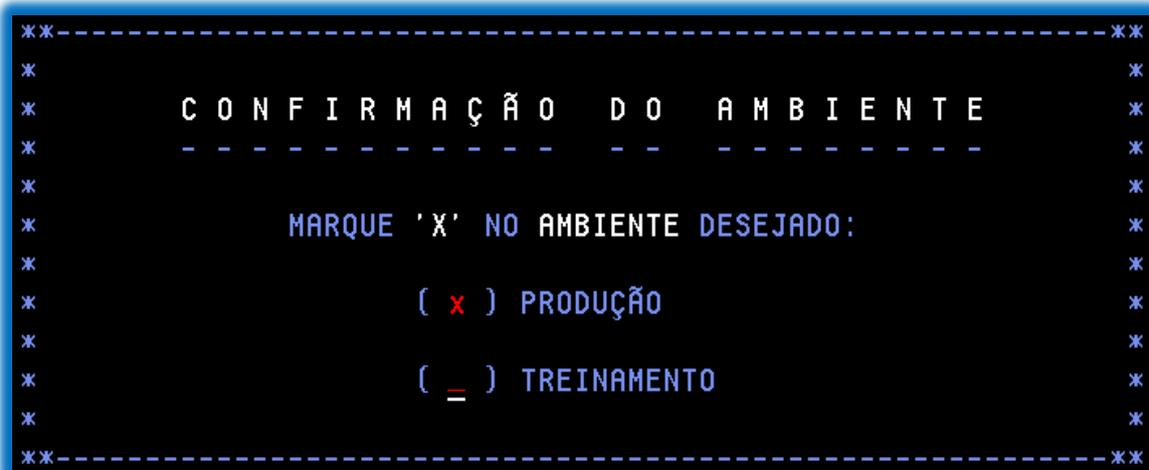 **-----------------------------------------------------------**
* *
* C O N F I R M A Ç Ã O   D O   A M B I E N T E *
* - - - - - - - - - - -   - -   - - - - - - - - *
* *
* MARQUE 'X' NO AMBIENTE DESEJADO: *
* *
* ( x ) PRODUÇÃO *
* *
* ( _ ) TREINAMENTO *
* *
**-----------------------------------------------------------**